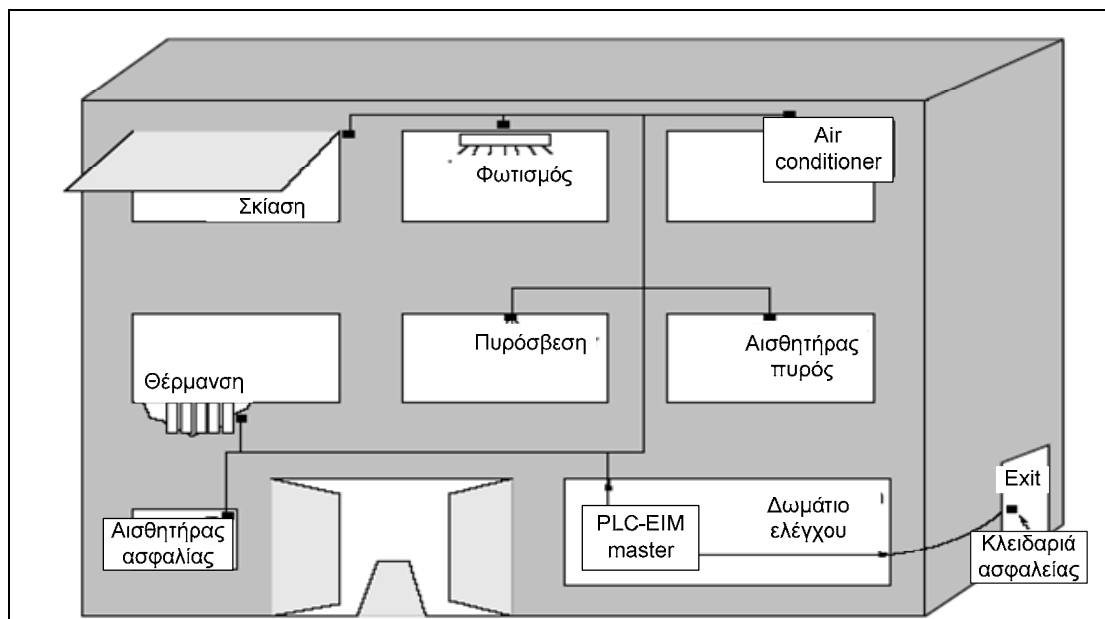 Air
conditioner
Φωτισμός
Σκίαση
Πυρόσβεση
Αισθητήρας
πυρός
Θέρμανση
Exit
Αισθητήρας
ασφαλίας
PLC-EIM
master
Δωμάτιο
ελέγχου
Κλειδαριά
ασφαλείας